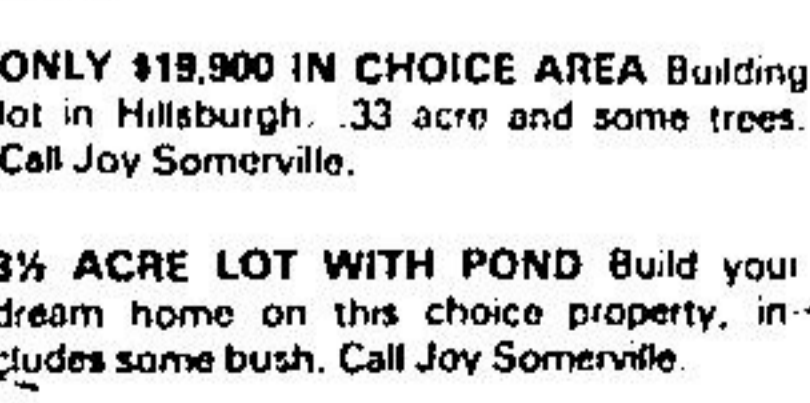 ONLY $19,900 IN CHOICE AREA Building
lot in Hillsburgh. .33 acre and some trees.
Call Joy Somerville.
3½ ACRE LOT WITH POND Build your
dream home on this choice property, in-
cludes some bush. Call Joy Somerville.